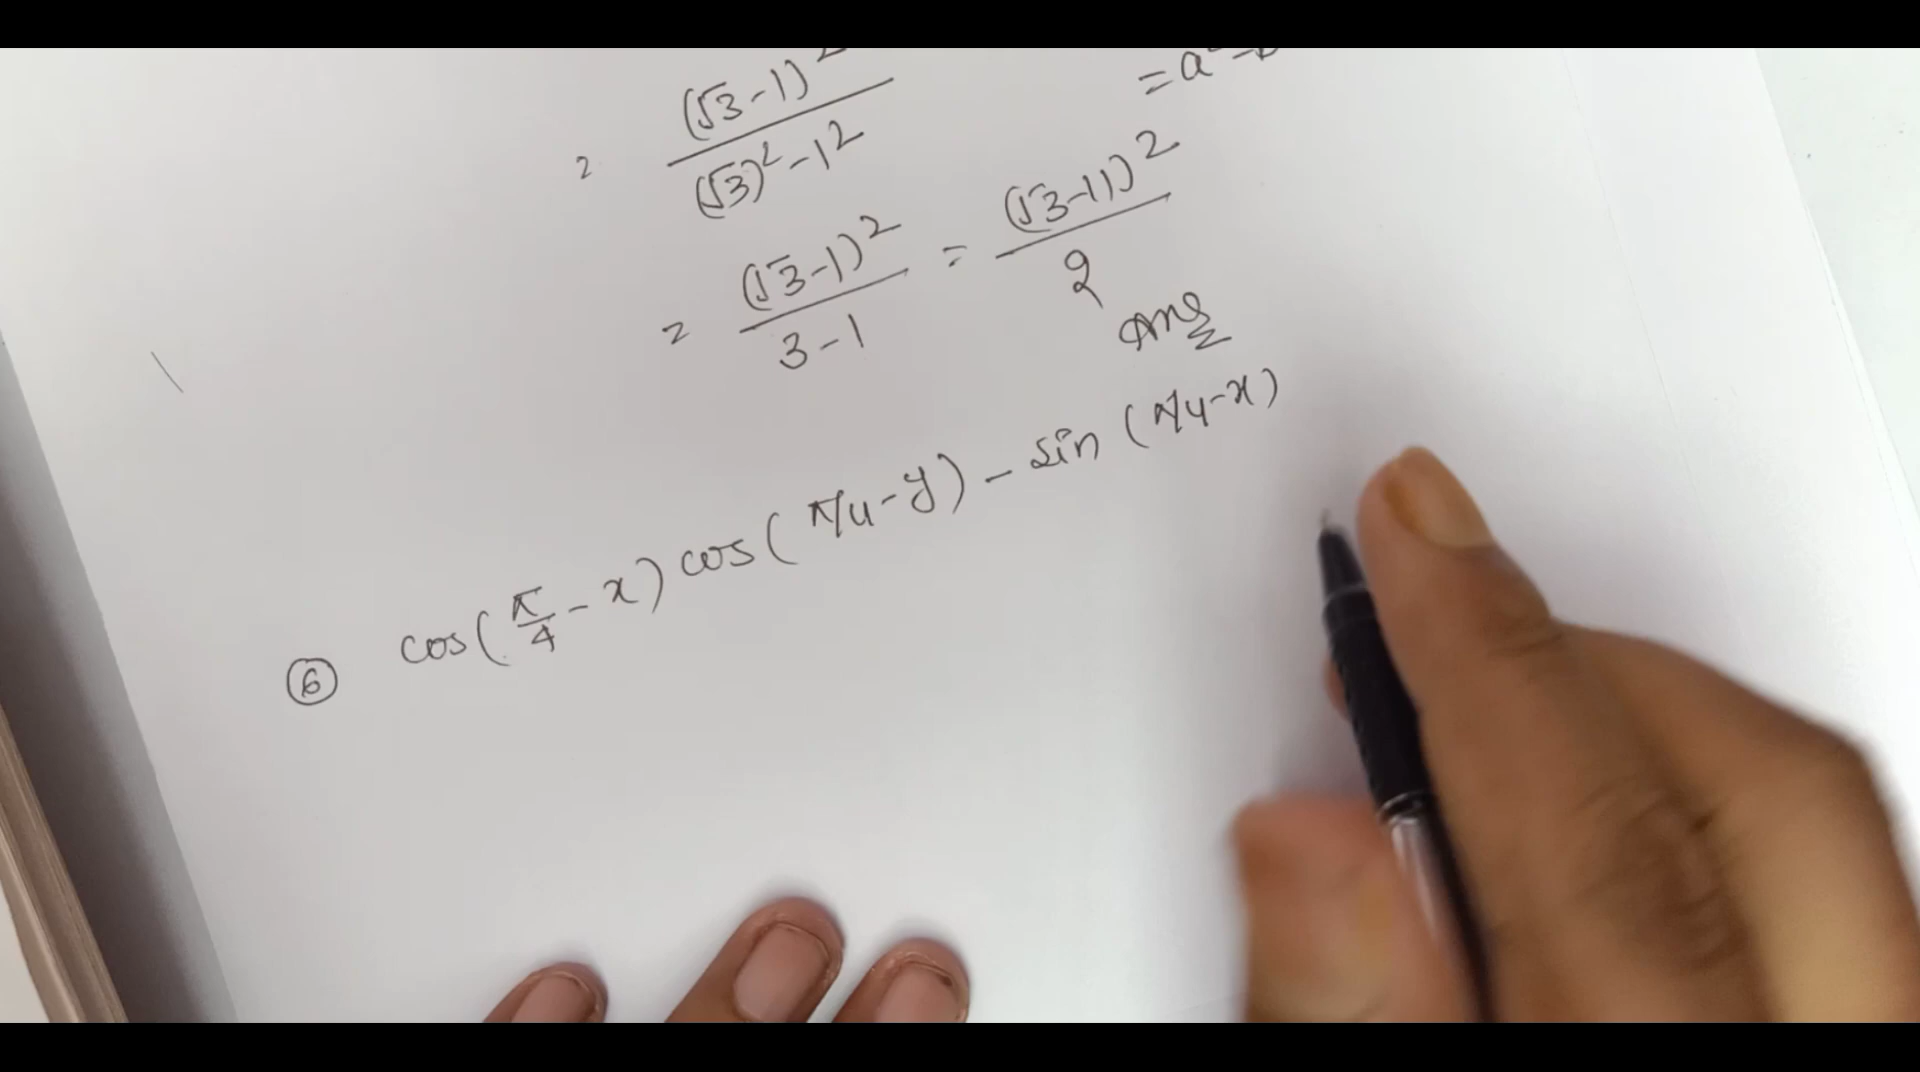 (√3-1)²
= a²-b
= (√3)²-1²
= (√3-1)² / 3-1 = (√3-1))² / 2
Ans
⑥ cos(π/4 - x) cos(π/4-y) - sin(π/4-x)